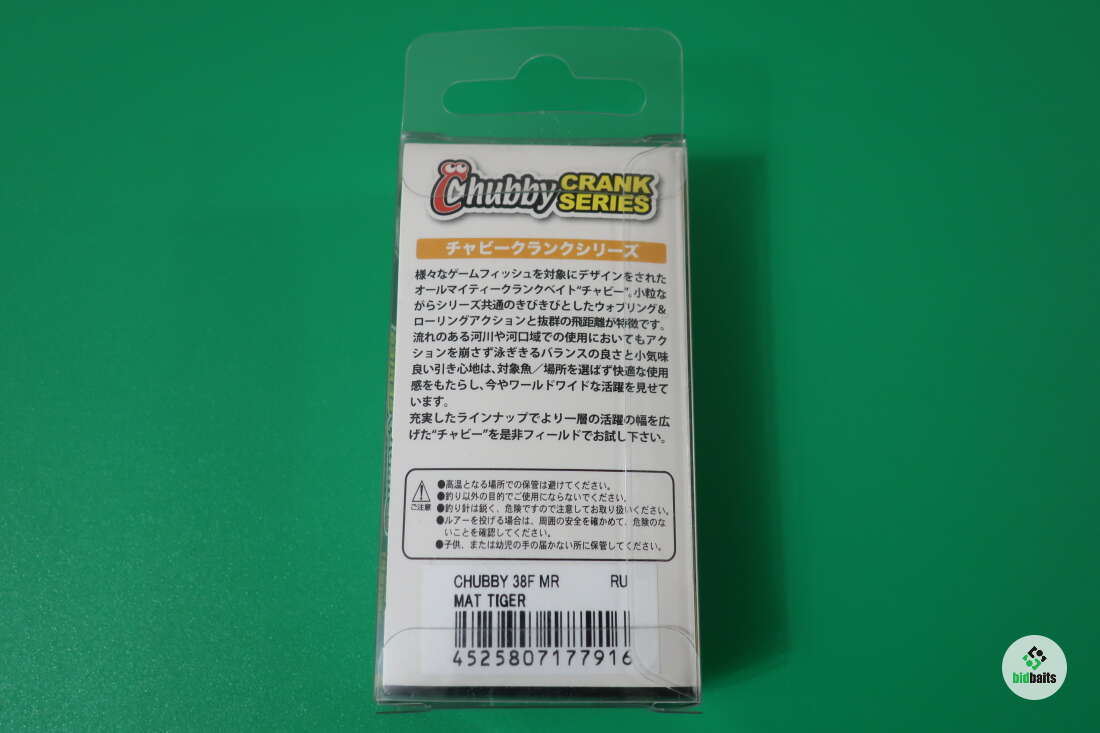 Chubby CRANK SERIES
チャビークランクシリーズ
様々なゲームフィッシュを対象にデザインをされた
オールマイティークランクベイト"チャビー"。小粒な
がらシリーズ共通のきびきびとしたウォブリング&
ローリングアクションと抜群の飛距離が特徴です。
流れのある河川や河口域での使用においてもアク
ションを崩さず泳ぎきるバランスの良さと小気味
良い引き心地は、対象魚／場所を選ばず快適な使用
感をもたらし、今やワールドワイドな活躍を見せて
います。
充実したラインナップでより一層の活躍の幅を広
げた"チャビー"を是非フィールドでお試し下さい。
ご注意
●高温となる場所での保管は避けてください。
●釣り以外の目的でご使用にならないでください。
●釣り針は鋭く、危険ですので注意してお取り扱いください。
●ルアーを投げる場合は、周囲の安全を確かめて、危険のな
いことを確認してください。
●子供、または幼児の手の届かない所に保管してください。
CHUBBY 38F MR RU
MAT TIGER
4525807177916
bidbaits